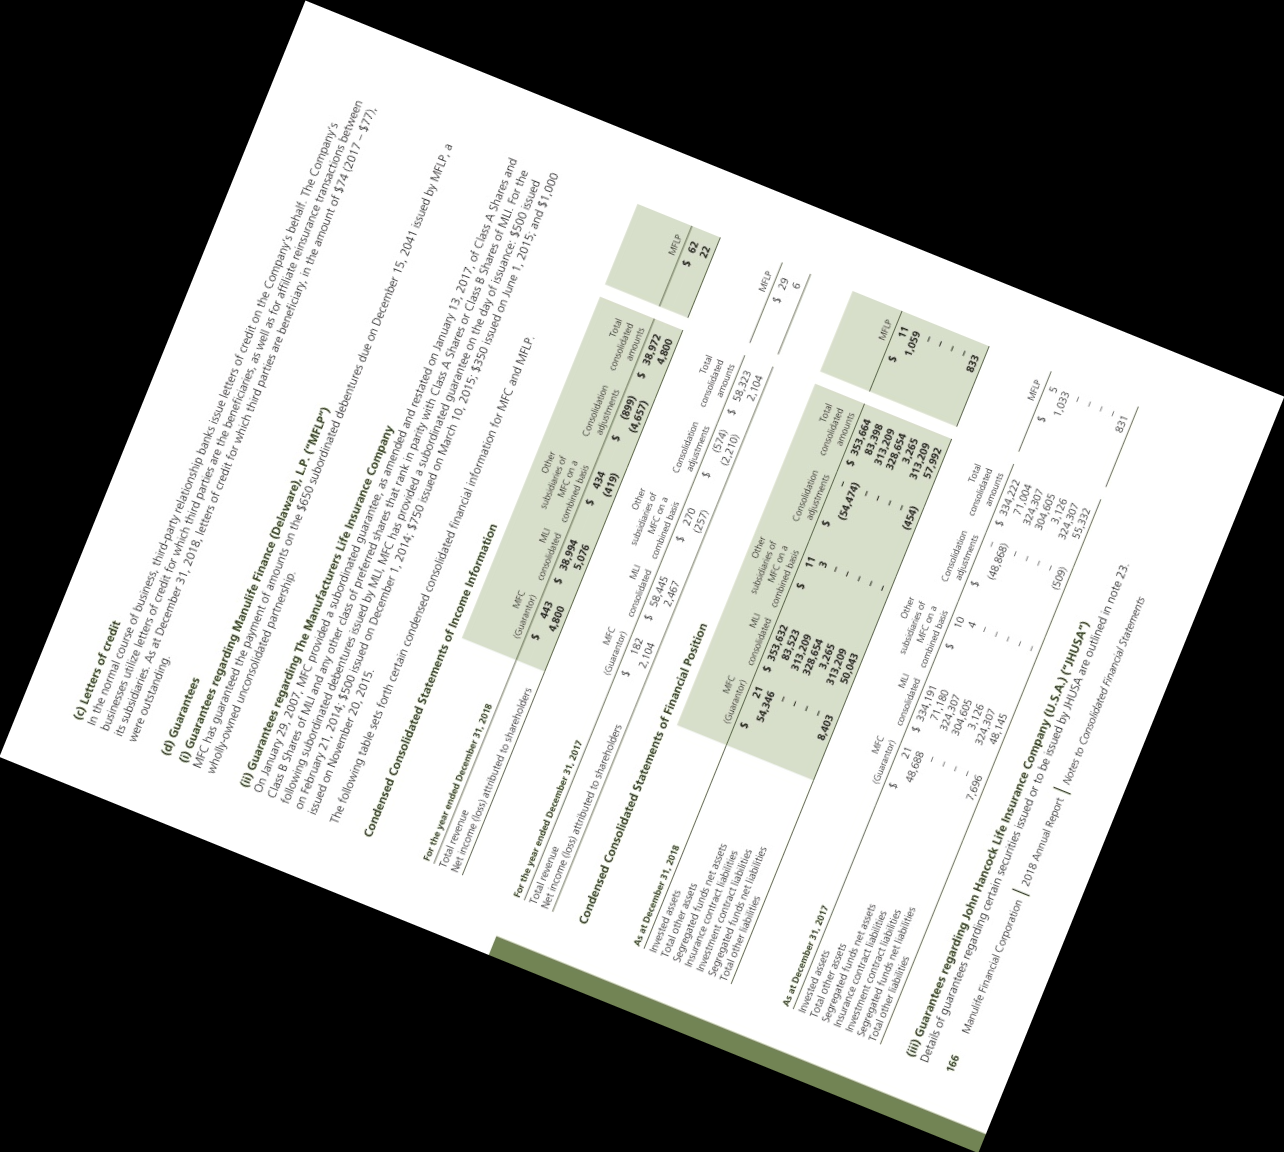 (c) Letters of credit
In the normal course of business, third-party relationship banks issue letters of credit on the Company's behalf. The Company's
businesses utilize letters of credit for which third parties are the beneficiaries, as well as for affiliate reinsurance transactions between
its subsidiaries. As at December 31, 2018, letters of credit for which third parties are beneficiary, in the amount of $74 (2017 – $77),
were outstanding.
(d) Guarantees
(i) Guarantees regarding Manulife Finance (Delaware), L.P. ("MFLP")
MFC has guaranteed the payment of amounts on the $650 subordinated debentures due on December 15, 2041 issued by MFLP, a
wholly-owned unconsolidated partnership.
(ii) Guarantees regarding The Manufacturers Life Insurance Company
On January 29, 2007, MFC provided a subordinated guarantee, as amended and restated on January 13, 2017, of Class A Shares and
Class B Shares of MLI and any other class of preferred shares that rank in parity with Class A Shares or Class B Shares of MLI. For the
following subordinated debentures issued by MLI, MFC has provided a subordinated guarantee on the day of issuance: $500 issued
on February 21, 2014; $500 issued on December 1, 2014; $750 issued on March 10, 2015; $350 issued on June 1, 2015; and $1,000
issued on November 20, 2015.
The following table sets forth certain condensed consolidated financial information for MFC and MFLP.
Condensed Consolidated Statements of Income Information
For the year ended December 31, 2018 MFC (Guarantor) MLI consolidated Other subsidiaries of MFC on a combined basis Consolidation adjustments Total consolidated amounts MFLP
Total revenue $ 443 $ 38,994 $ 434 $ (899) $ 38,972 $ 62
Net income (loss) attributed to shareholders 4,800 5,076 (419) (4,657) 4,800 22
For the year ended December 31, 2017 MFC (Guarantor) MLI consolidated Other subsidiaries of MFC on a combined basis Consolidation adjustments Total consolidated amounts MFLP
Total revenue $ 182 $ 58,445 $ 270 $ (574) $ 58,323 $ 29
Net income (loss) attributed to shareholders 2,104 2,467 (257) (2,210) 2,104 6
Condensed Consolidated Statements of Financial Position
As at December 31, 2018 MFC (Guarantor) MLI consolidated Other subsidiaries of MFC on a combined basis Consolidation adjustments Total consolidated amounts MFLP
Invested assets $ 21 $ 353,632 $ 11 $ – $ 353,664 $ 11
Total other assets 54,346 83,523 3 (54,474) 83,398 1,059
Segregated funds net assets – 313,209 – – 313,209 –
Insurance contract liabilities – 328,654 – – 328,654 –
Investment contract liabilities – 3,265 – – 3,265 –
Segregated funds net liabilities – 313,209 – – 313,209 –
Total other liabilities 8,403 50,043 – (454) 57,992 833
As at December 31, 2017 MFC (Guarantor) MLI consolidated Other subsidiaries of MFC on a combined basis Consolidation adjustments Total consolidated amounts MFLP
Invested assets $ 21 $ 334,191 $ 10 $ – $ 334,222 $ 5
Total other assets 48,688 71,180 4 (48,868) 71,004 1,033
Segregated funds net assets – 324,307 – – 324,307 –
Insurance contract liabilities – 304,605 – – 304,605 –
Investment contract liabilities – 3,126 – – 3,126 –
Segregated funds net liabilities – 324,307 – – 324,307 –
Total other liabilities 7,696 48,145 – (509) 55,332 831
(iii) Guarantees regarding John Hancock Life Insurance Company (U.S.A.) ("JHUSA")
Details of guarantees regarding certain securities issued or to be issued by JHUSA are outlined in note 23.
166 Manulife Financial Corporation | 2018 Annual Report | Notes to Consolidated Financial Statements